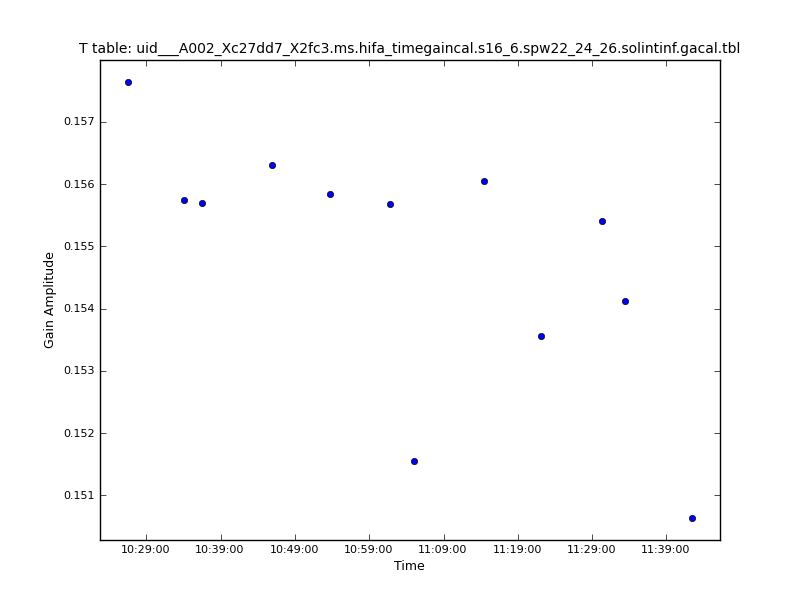 T table: uid___A002_Xc27dd7_X2fc3.ms.hifa_timegaincal.s16_6.spw22_24_26.solintinf.gacal.tbl
0.157
0.156
0.155
0.154
0.153
0.152
0.151
Gain Amplitude
10:29:00 10:39:00 10:49:00 10:59:00 11:09:00 11:19:00 11:29:00 11:39:00
Time